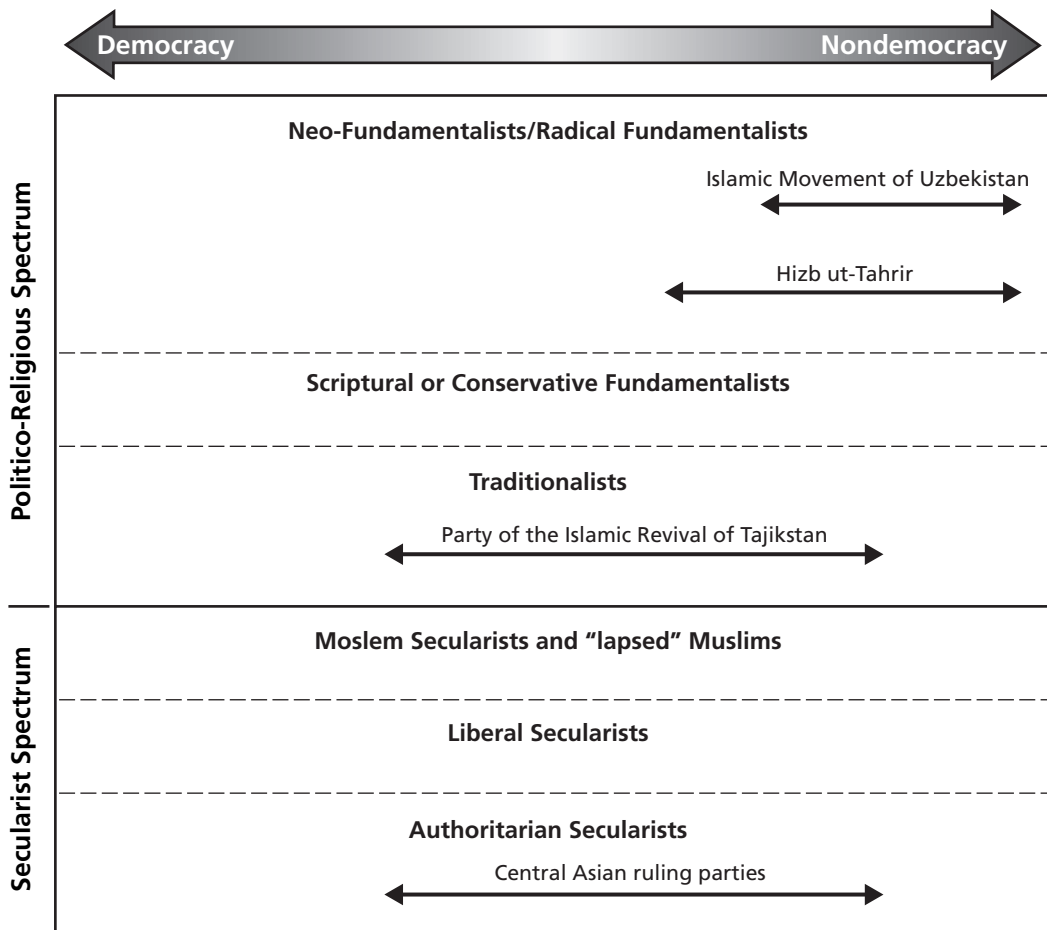 Democracy
Nondemocracy
Politico-Religious Spectrum
Neo-Fundamentalists/Radical Fundamentalists
Islamic Movement of Uzbekistan
Hizb ut-Tahrir
Scriptural or Conservative Fundamentalists
Traditionalists
Party of the Islamic Revival of Tajikstan
Secularist Spectrum
Moslem Secularists and “lapsed” Muslims
Liberal Secularists
Authoritarian Secularists
Central Asian ruling parties